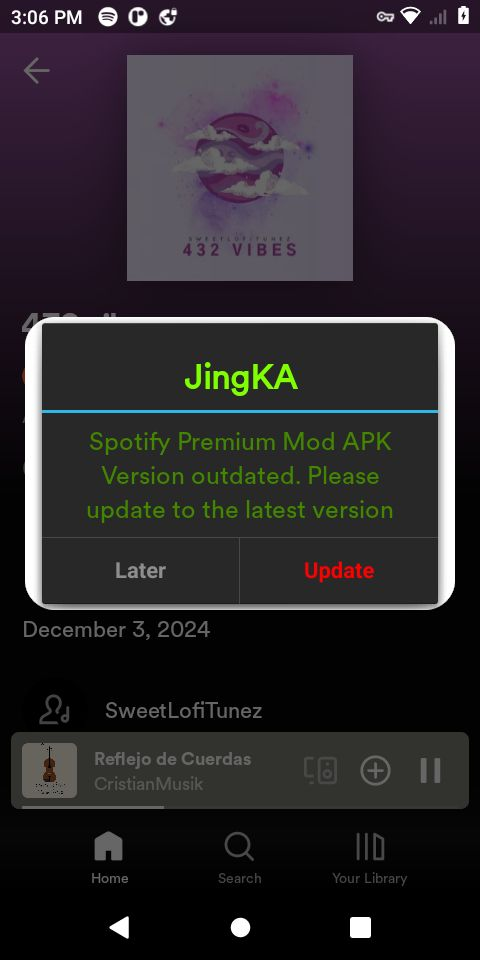 3:06 PM
SWEETLOFITUNEZ
432 VIBES
JingKA
Spotify Premium Mod APK
Version outdated. Please
update to the latest version
Later
Update
December 3, 2024
SweetLofiTunez
Reflejo de Cuerdas
CristianMusik
Home
Search
Your Library